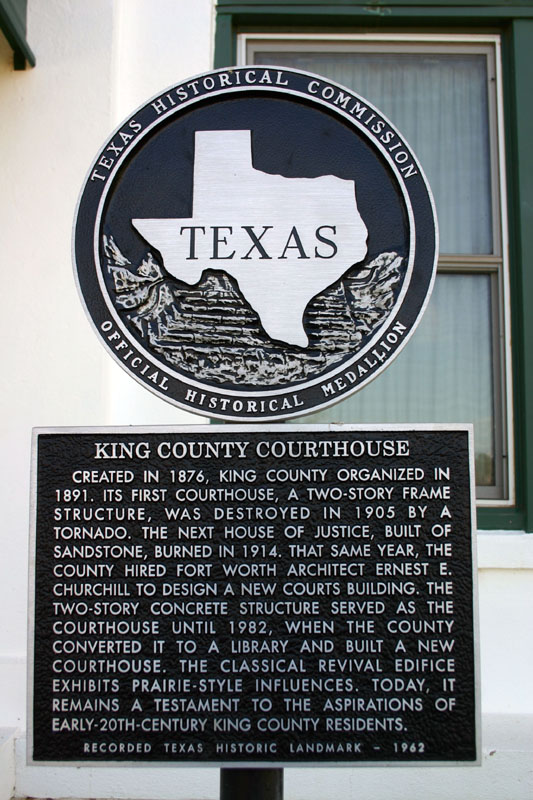 TEXAS HISTORICAL COMMISSION
TEXAS
OFFICIAL HISTORICAL MEDALLION
KING COUNTY COURTHOUSE
CREATED IN 1876, KING COUNTY ORGANIZED IN
1891. ITS FIRST COURTHOUSE, A TWO-STORY FRAME
STRUCTURE, WAS DESTROYED IN 1905 BY A
TORNADO. THE NEXT HOUSE OF JUSTICE, BUILT OF
SANDSTONE, BURNED IN 1914. THAT SAME YEAR, THE
COUNTY HIRED FORT WORTH ARCHITECT ERNEST E.
CHURCHILL TO DESIGN A NEW COURTS BUILDING. THE
TWO-STORY CONCRETE STRUCTURE SERVED AS THE
COURTHOUSE UNTIL 1982, WHEN THE COUNTY
CONVERTED IT TO A LIBRARY AND BUILT A NEW
COURTHOUSE. THE CLASSICAL REVIVAL EDIFICE
EXHIBITS PRAIRIE-STYLE INFLUENCES. TODAY, IT
REMAINS A TESTAMENT TO THE ASPIRATIONS OF
EARLY-20TH-CENTURY KING COUNTY RESIDENTS.
RECORDED TEXAS HISTORIC LANDMARK – 1962